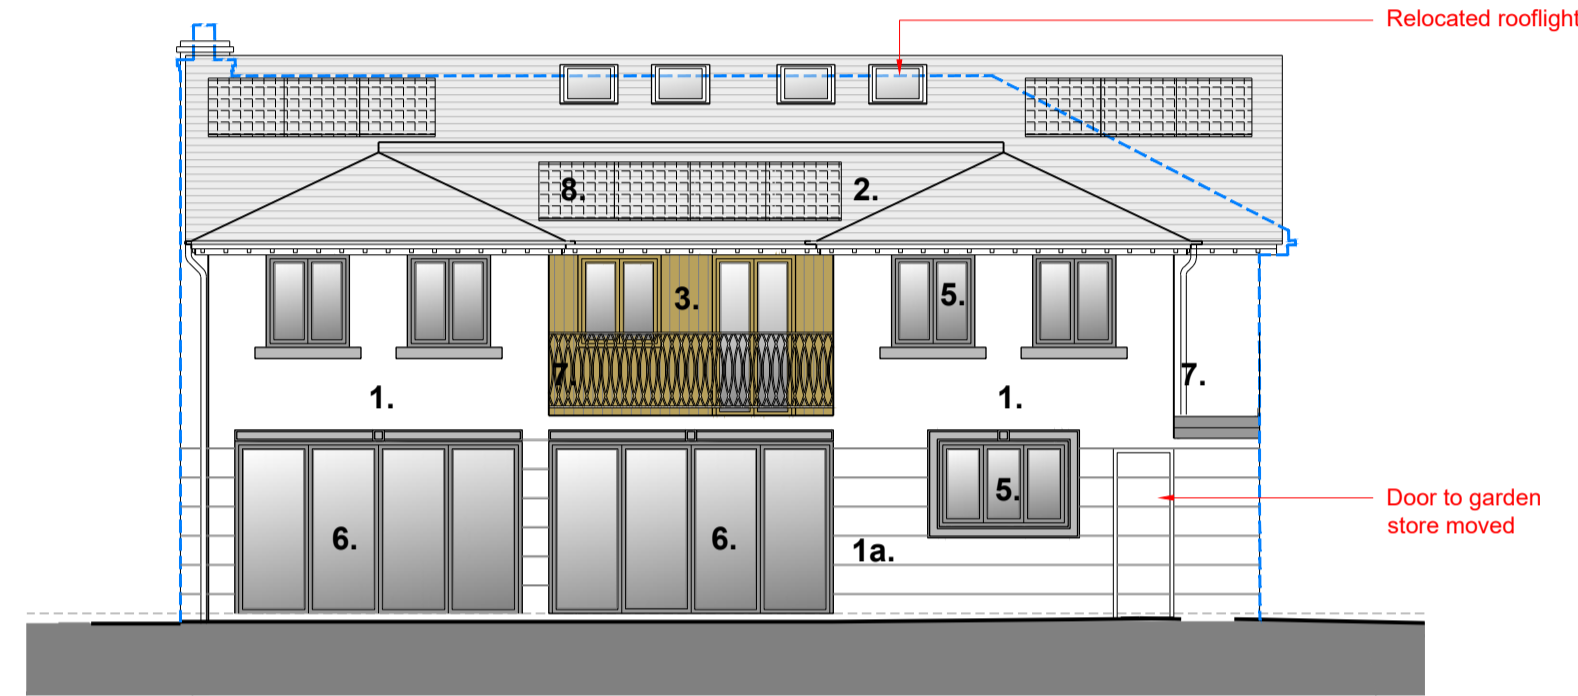 Relocated rooflight
8.
2.
3.
5.
7.
7.
1.
1.
5.
Door to garden
store moved
6.
6.
1a.